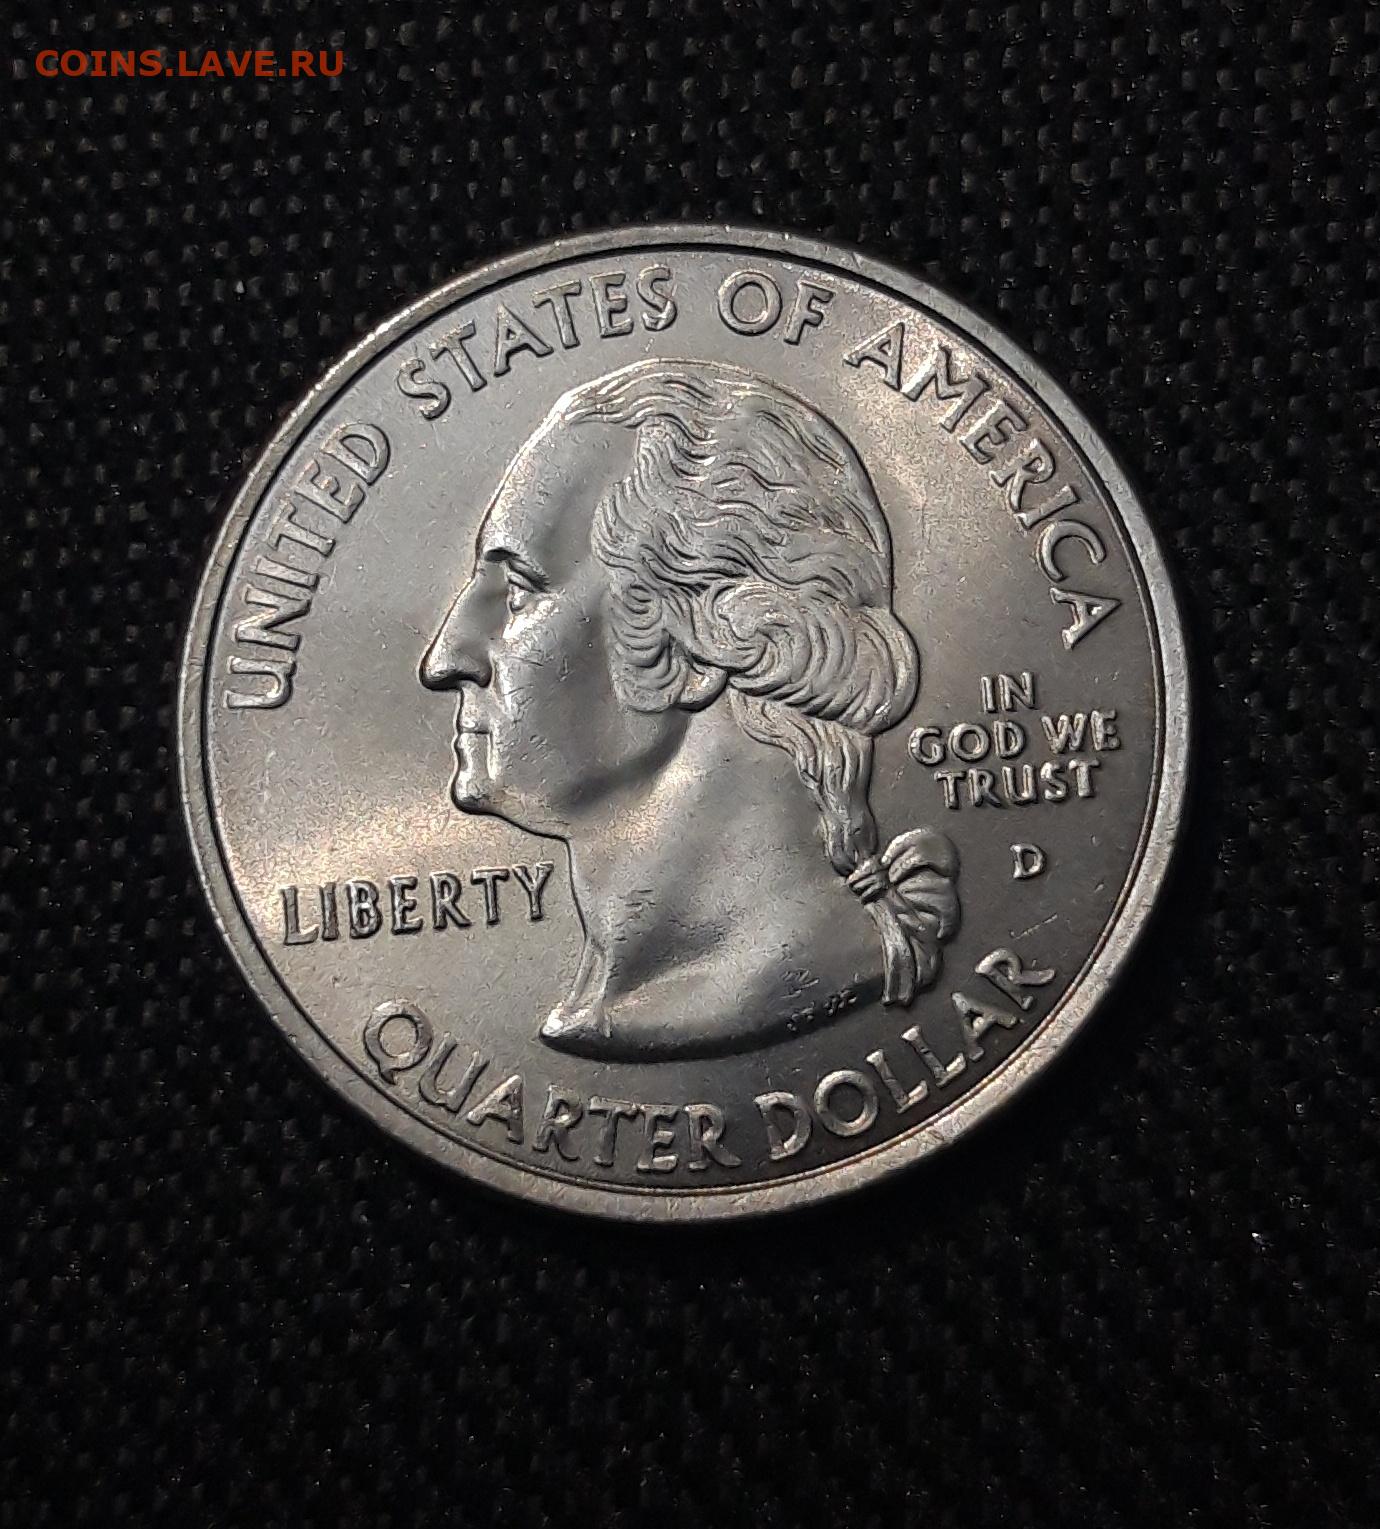 COINS.LAVE.RU
UNITED STATES OF AMERICA
IN
GOD WE
TRUST
D
LIBERTY
QUARTER DOLLAR